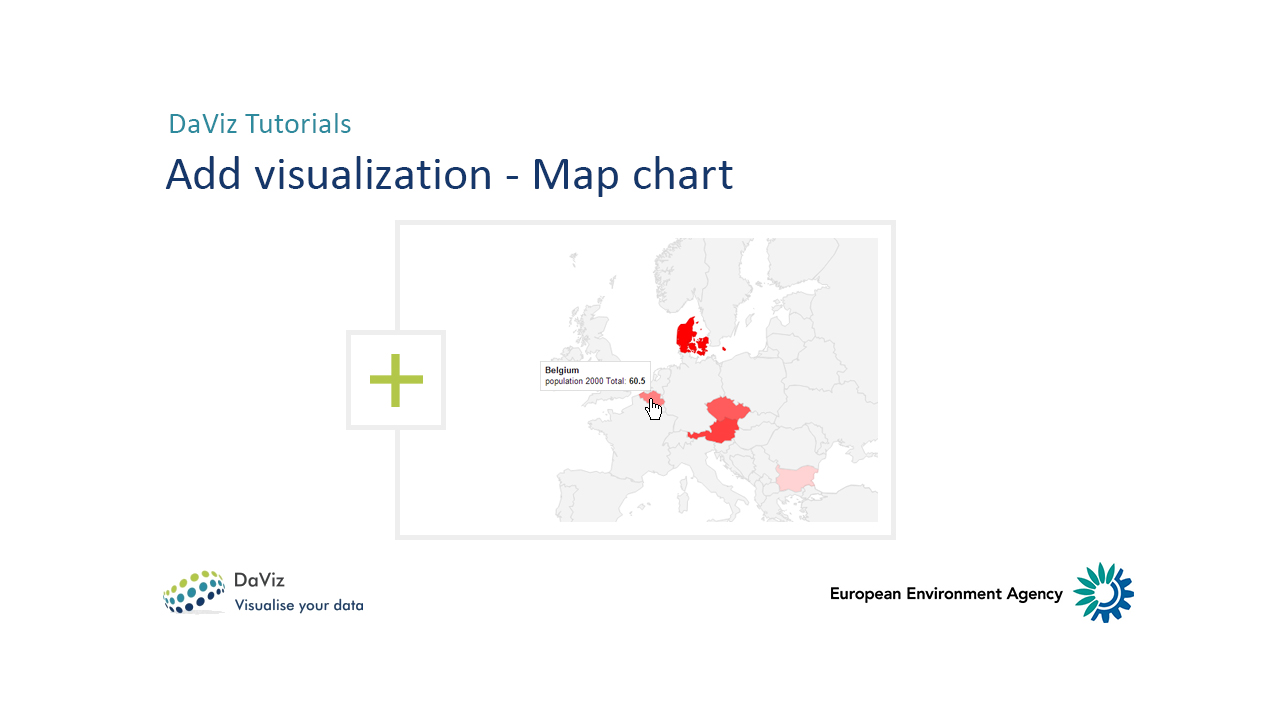 DaViz Tutorials
Add visualization - Map chart
Belgium
population 2000 Total: 60.5
DaViz
Visualise your data
European Environment Agency